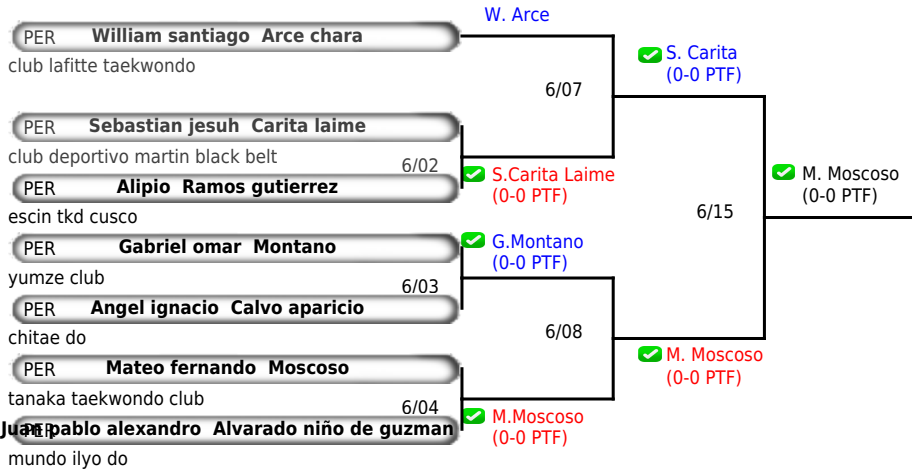 W. Arce
PER William santiago Arce chara
club lafitte taekwondo
S. Carita
(0-0 PTF)
6/07
PER Sebastian jesuh Carita laime
club deportivo martin black belt
6/02
S.Carita Laime
(0-0 PTF)
PER Alipio Ramos gutierrez
escin tkd cusco
M. Moscoso
(0-0 PTF)
6/15
PER Gabriel omar Montano
yumze club
G.Montano
(0-0 PTF)
6/03
PER Angel ignacio Calvo aparicio
chitae do
6/08
M. Moscoso
(0-0 PTF)
PER Mateo fernando Moscoso
tanaka taekwondo club
6/04
M.Moscoso
(0-0 PTF)
PER Juan pablo alexandro Alvarado niño de guzman
mundo ilyo do